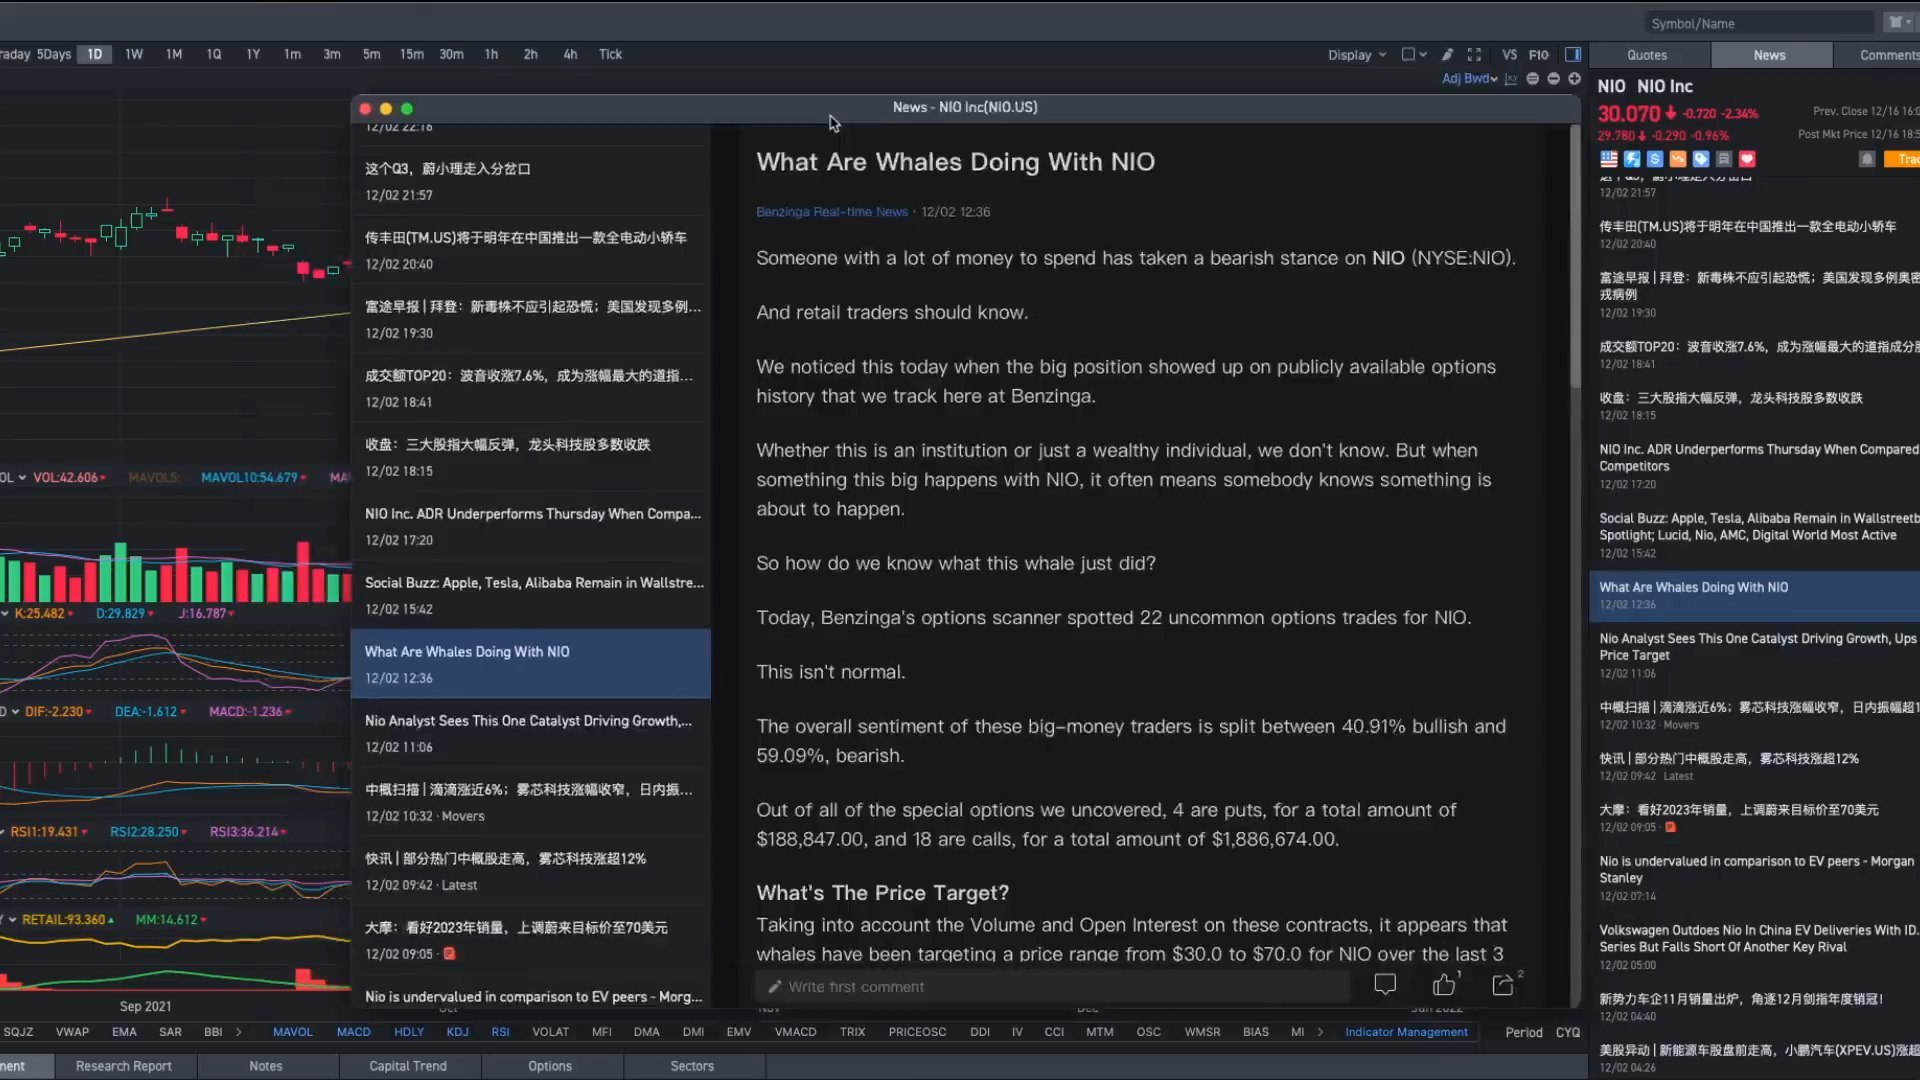 Symbol/Name
raday 5Days 1D 1W 1M 1Q 1Y 1m 3m 5m 15m 30m 1h 2h 4h Tick
Display VS F10
Quotes News Comments
Adj Bwd
NIO NIO Inc
30.070 -0.720 -2.34% Prev. Close 12/16 16:0
29.780 -0.290 -0.96% Post Mkt Price 12/16 18:5
Trad
News - NIO Inc(NIO.US)
12/02 22:16
这个Q3，蔚小理走入分岔口
12/02 21:57
传丰田(TM.US)将于明年在中国推出一款全电动小轿车
12/02 20:40
富途早报 | 拜登：新毒株不应引起恐慌；美国发现多例...
12/02 19:30
成交额TOP20：波音收涨7.6%，成为涨幅最大的道指...
12/02 18:41
收盘：三大股指大幅反弹，龙头科技股多数收跌
12/02 18:15
NIO Inc. ADR Underperforms Thursday When Compa...
12/02 17:20
Social Buzz: Apple, Tesla, Alibaba Remain in Wallstre...
12/02 15:42
What Are Whales Doing With NIO
12/02 12:36
Nio Analyst Sees This One Catalyst Driving Growth,...
12/02 11:06
中概扫描 | 滴滴涨近6%；雾芯科技涨幅收窄，日内振...
12/02 10:32 · Movers
快讯 | 部分热门中概股走高，雾芯科技涨超12%
12/02 09:42 · Latest
大摩：看好2023年销量，上调蔚来目标价至70美元
12/02 09:05 ·
Nio is undervalued in comparison to EV peers - Morg...
What Are Whales Doing With NIO
Benzinga Real-time News · 12/02 12:36
Someone with a lot of money to spend has taken a bearish stance on NIO (NYSE:NIO).
And retail traders should know.
We noticed this today when the big position showed up on publicly available options
history that we track here at Benzinga.
Whether this is an institution or just a wealthy individual, we don't know. But when
something this big happens with NIO, it often means somebody knows something is
about to happen.
So how do we know what this whale just did?
Today, Benzinga's options scanner spotted 22 uncommon options trades for NIO.
This isn't normal.
The overall sentiment of these big-money traders is split between 40.91% bullish and
59.09%, bearish.
Out of all of the special options we uncovered, 4 are puts, for a total amount of
$188,847.00, and 18 are calls, for a total amount of $1,886,674.00.
What's The Price Target?
Taking into account the Volume and Open Interest on these contracts, it appears that
whales have been targeting a price range from $30.0 to $70.0 for NIO over the last 3
Write first comment 1 2
这个Q3，蔚小理走入分岔口
12/02 21:57
传丰田(TM.US)将于明年在中国推出一款全电动小轿车
12/02 20:40
富途早报 | 拜登：新毒株不应引起恐慌；美国发现多例奥密
戎病例
12/02 19:30
成交额TOP20：波音收涨7.6%，成为涨幅最大的道指成分股
12/02 18:41
收盘：三大股指大幅反弹，龙头科技股多数收跌
12/02 18:15
NIO Inc. ADR Underperforms Thursday When Compared
Competitors
12/02 17:20
Social Buzz: Apple, Tesla, Alibaba Remain in Wallstreetb
Spotlight; Lucid, Nio, AMC, Digital World Most Active
12/02 15:42
What Are Whales Doing With NIO
12/02 12:36
Nio Analyst Sees This One Catalyst Driving Growth, Ups
Price Target
12/02 11:06
中概扫描 | 滴滴涨近6%；雾芯科技涨幅收窄，日内振幅超1
12/02 10:32 · Movers
快讯 | 部分热门中概股走高，雾芯科技涨超12%
12/02 09:42 Latest
大摩：看好2023年销量，上调蔚来目标价至70美元
12/02 09:05 ·
Nio is undervalued in comparison to EV peers - Morgan
Stanley
12/02 07:14
Volkswagen Outdoes Nio In China EV Deliveries With ID.
Series But Falls Short Of Another Key Rival
12/02 05:00
新势力车企11月销量出炉，角逐12月剑指年度销冠！
12/02 04:40
美股异动 | 新能源车股盘前走高，小鹏汽车(XPEV.US)涨超
12/02 04:26
OL VOL:42.606 MAVOL5: MAVOL10:54.679 MA
K:25.482 D:29.829 J:16.787
D DIF:-2.230 DEA:-1.612 MACD:-1.236
RSI1:19.431 RSI2:28.250 RSI3:36.214
Y RETAIL:93.360 MM:14.612
Sep 2021 Oct Nov Dec Jan 2022
SQJZ VWAP EMA SAR BBI MAVOL MACD HDLY KDJ RSI VOLAT MFI DMA DMI EMV VMACD TRIX PRICEOSC DDI IV CCI MTM OSC WMSR BIAS MI Indicator Management Period CYQ
ment Research Report Notes Capital Trend Options Sectors